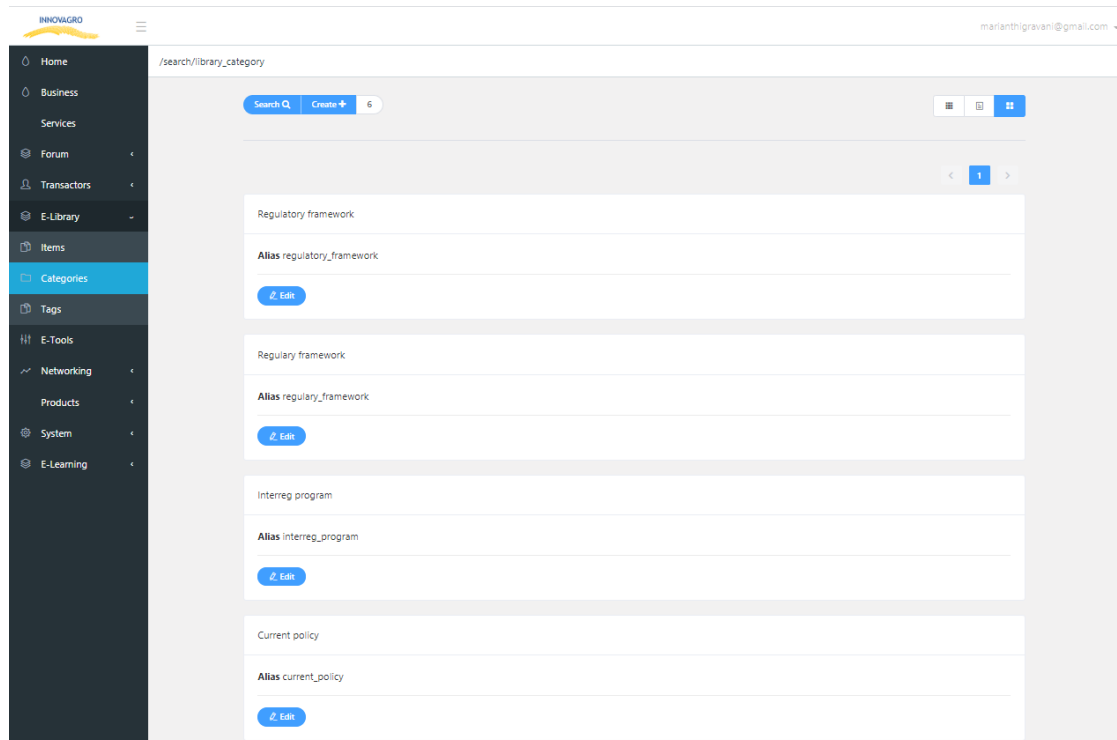 INNOVAGRO
marianthigravani@gmail.com
Home
/search/library_category
Business
Services
Forum
Transactors
E-Library
Items
Categories
Tags
E-Tools
Networking
Products
System
E-Learning
Search Create 6
1
Regulatory framework
Alias regulatory_framework
Edit
Regulary framework
Alias regulary_framework
Edit
Interreg program
Alias interreg_program
Edit
Current policy
Alias current_policy
Edit